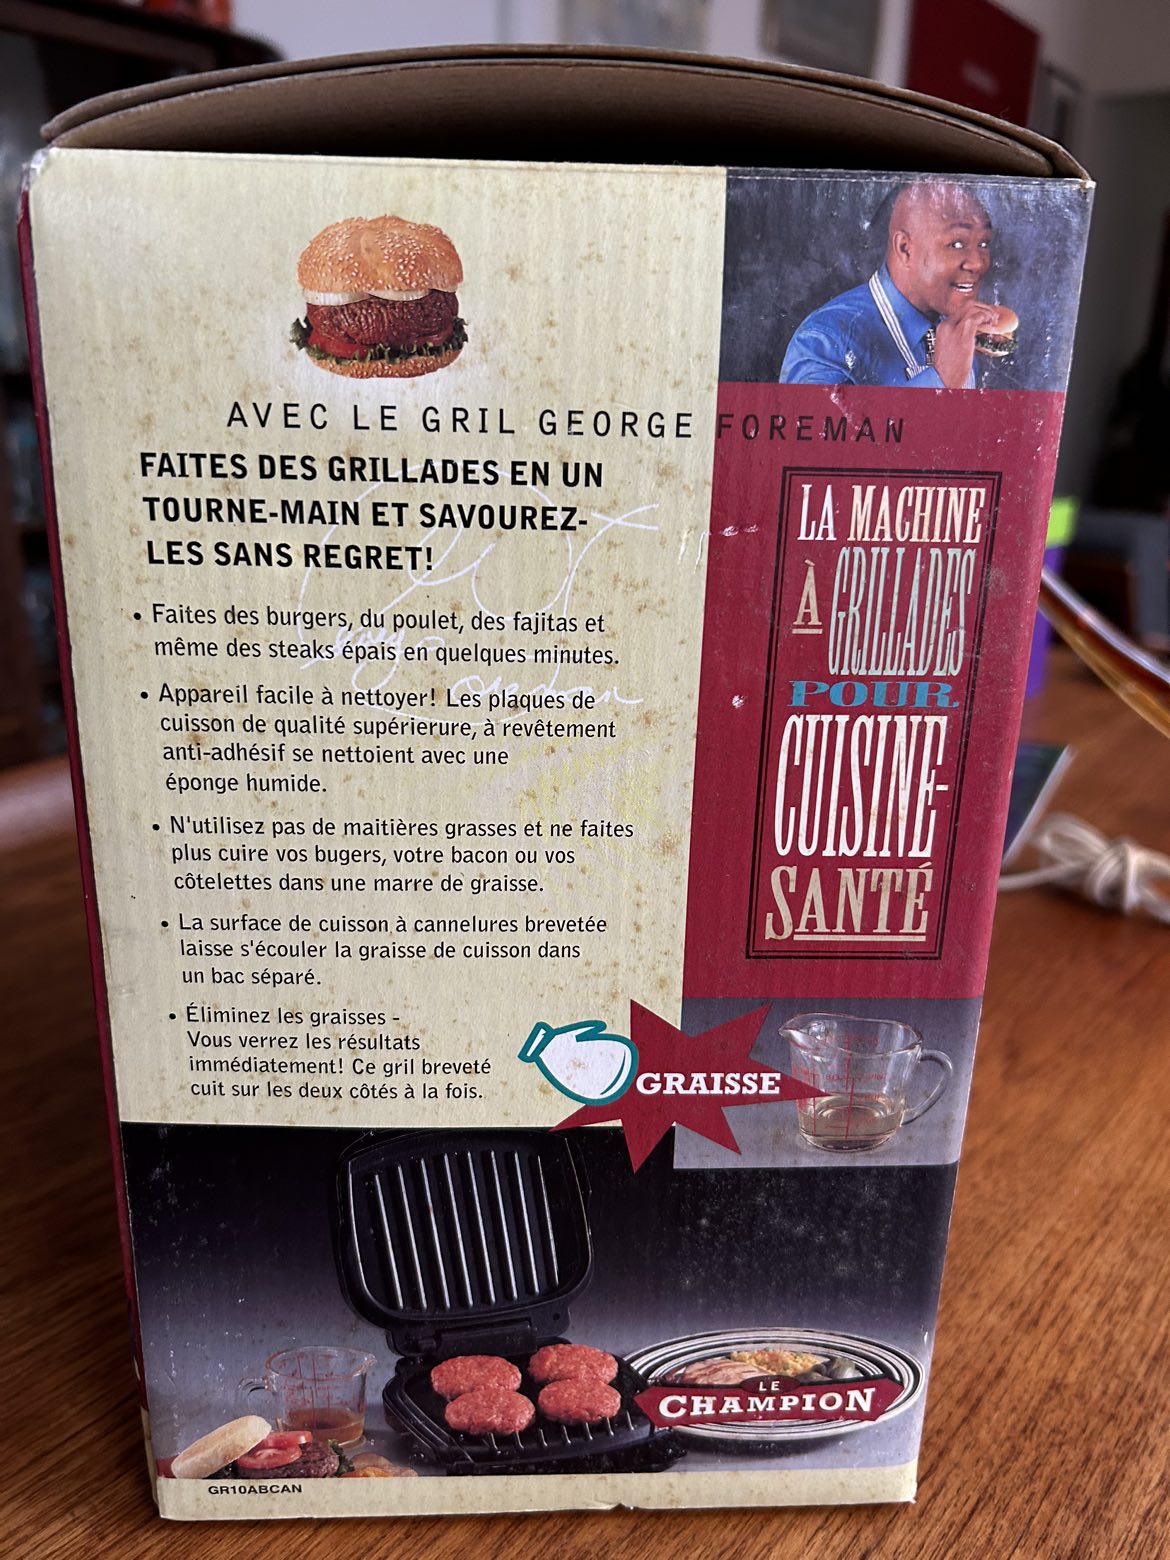 AVEC LE GRIL GEORGE FOREMAN
FAITES DES GRILLADES EN UN
TOURNE-MAIN ET SAVOUREZ-
LES SANS REGRET!
• Faites des burgers, du poulet, des fajitas et
même des steaks épais en quelques minutes.
• Appareil facile à nettoyer! Les plaques de
cuisson de qualité supérierure, à revêtement
anti-adhésif se nettoient avec une
éponge humide.
• N'utilisez pas de maitières grasses et ne faites
plus cuire vos bugers, votre bacon ou vos
côtelettes dans une marre de graisse.
• La surface de cuisson à cannelures brevetée
laisse s'écouler la graisse de cuisson dans
un bac séparé.
• Éliminez les graisses -
Vous verrez les résultats
immédiatement! Ce gril breveté
cuit sur les deux côtés à la fois.
LA MACHINE
À GRILLADES
POUR
CUISINE-
SANTÉ
GRAISSE
LE
CHAMPION
GR10ABCAN